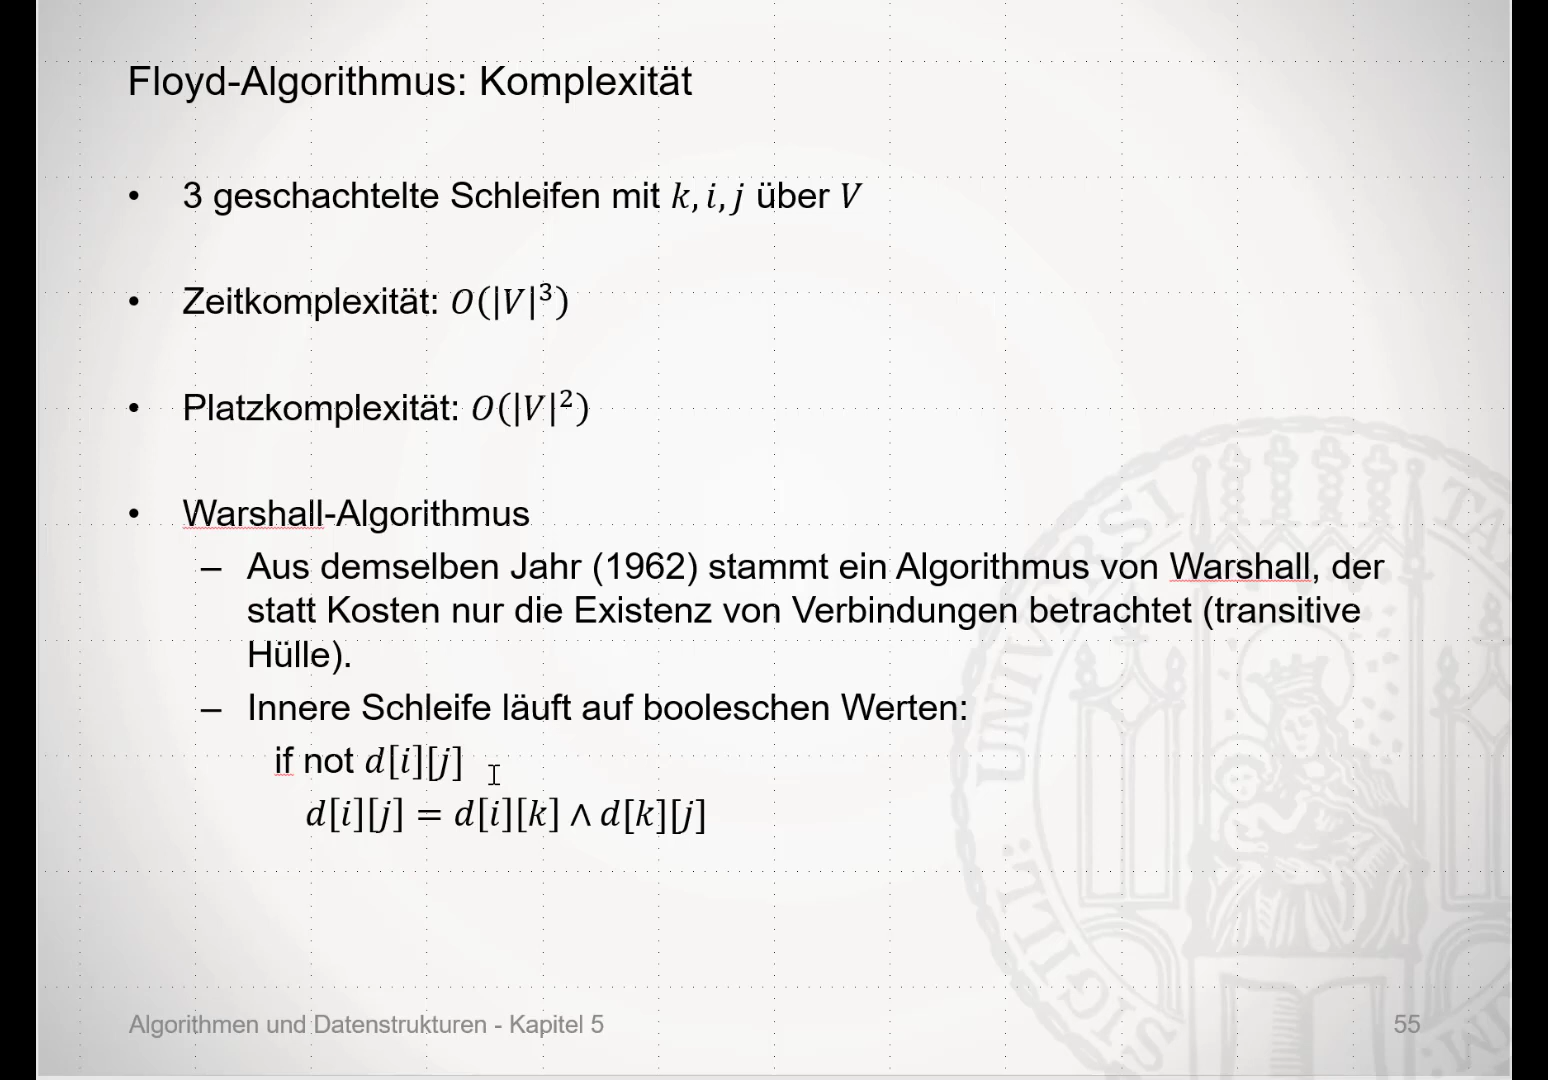 Floyd-Algorithmus: Komplexität
• 3 geschachtelte Schleifen mit k, i, j über V
• Zeitkomplexität: O(|V|³)
• Platzkomplexität: O(|V|²)
• Warshall-Algorithmus
– Aus demselben Jahr (1962) stammt ein Algorithmus von Warshall, der
statt Kosten nur die Existenz von Verbindungen betrachtet (transitive
Hülle).
– Innere Schleife läuft auf booleschen Werten:
if not d[i][j]
d[i][j] = d[i][k] ∧ d[k][j]
Algorithmen und Datenstrukturen - Kapitel 5
55